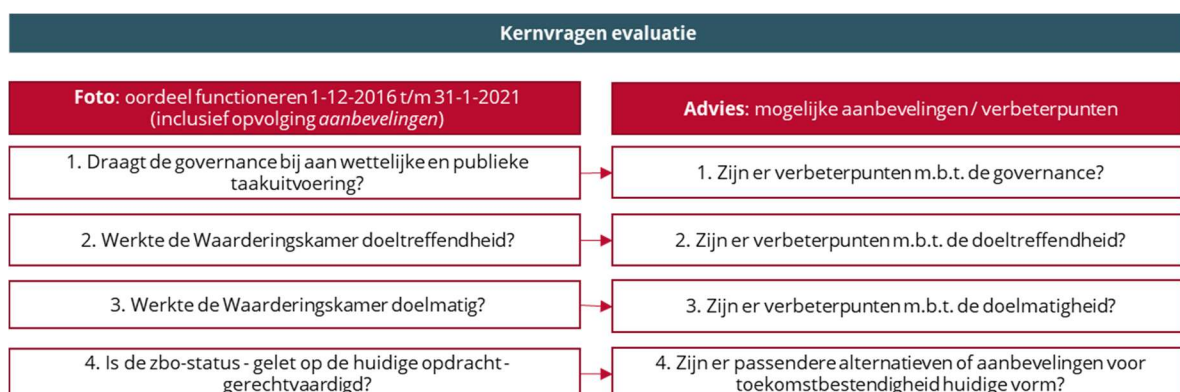 Kernvragen evaluatie
Foto: oordeel functioneren 1-12-2016 t/m 31-1-2021
(inclusief opvolging aanbevelingen)
Advies: mogelijke aanbevelingen / verbeterpunten
1. Draagt de governance bij aan wettelijke en publieke
taakuitvoering?
1. Zijn er verbeterpunten m.b.t. de governance?
2. Werkte de Waarderingskamer doeltreffendheid?
2. Zijn er verbeterpunten m.b.t. de doeltreffendheid?
3. Werkte de Waarderingskamer doelmatig?
3. Zijn er verbeterpunten m.b.t. de doelmatigheid?
4. Is de zbo-status - gelet op de huidige opdracht -
gerechtvaardigd?
4. Zijn er passendere alternatieven of aanbevelingen voor
toekomstbestendigheid huidige vorm?